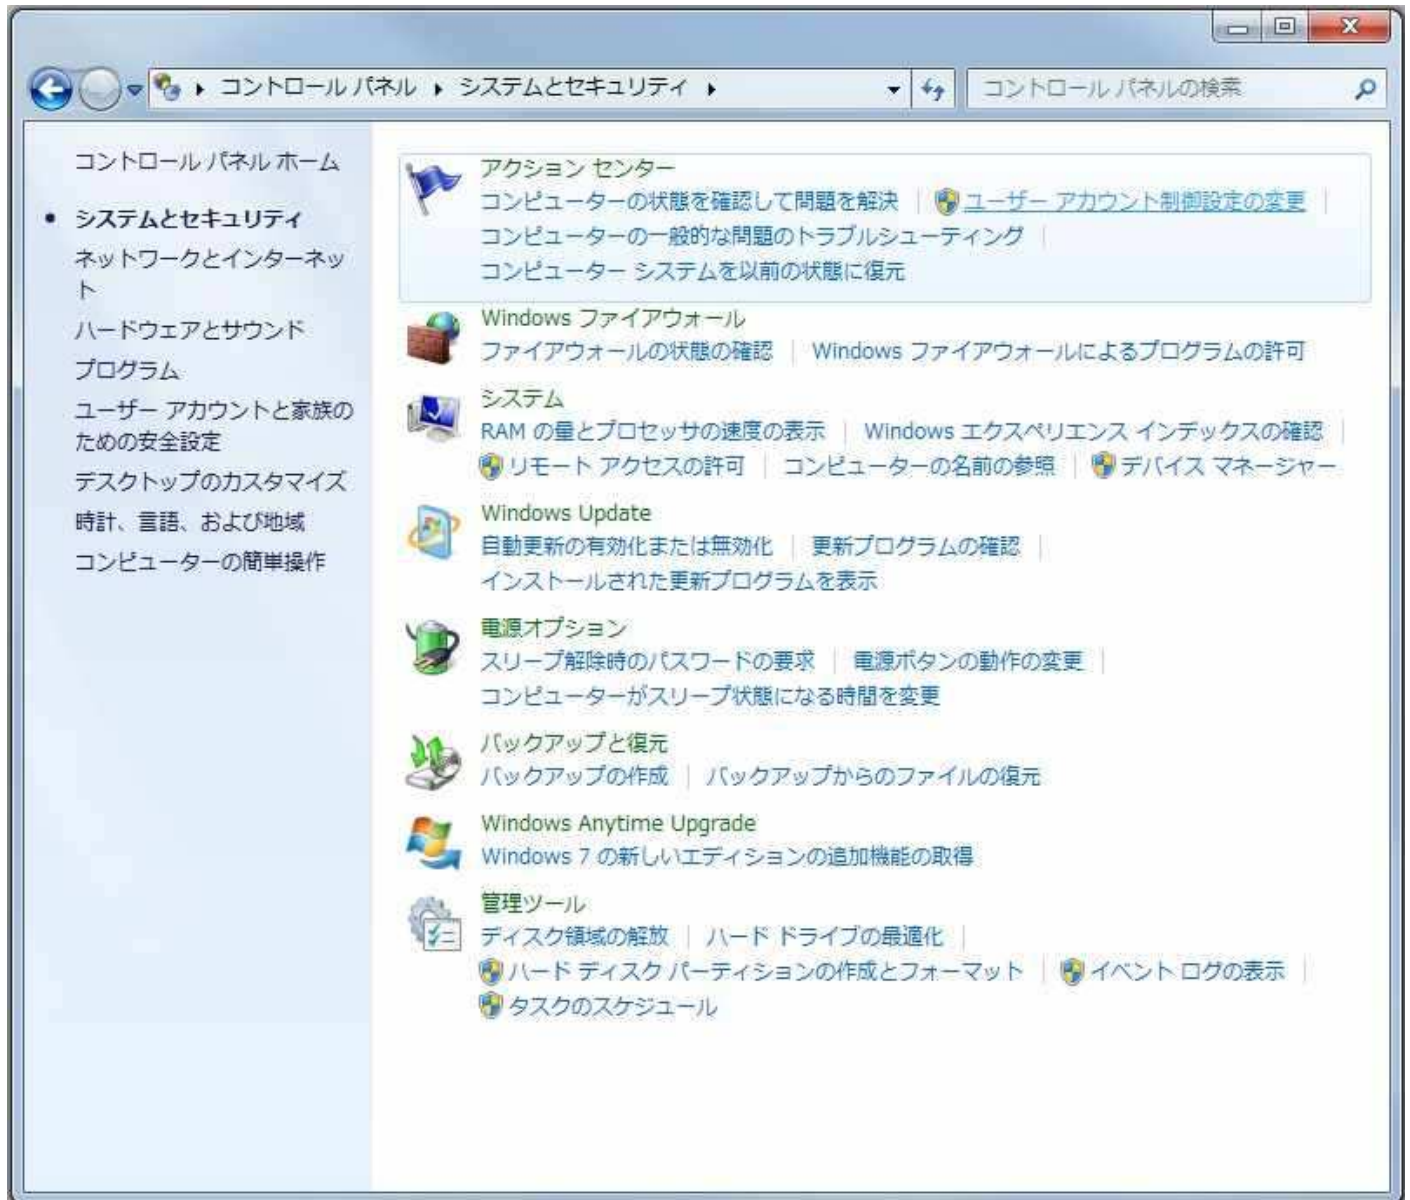 コントロール パネル ▸ システムとセキュリティ ▸
コントロール パネルの検索
コントロール パネル ホーム
• システムとセキュリティ
ネットワークとインターネッ
ト
ハードウェアとサウンド
プログラム
ユーザー アカウントと家族の
ための安全設定
デスクトップのカスタマイズ
時計、言語、および地域
コンピューターの簡単操作
アクション センター
コンピューターの状態を確認して問題を解決 | ユーザー アカウント制御設定の変更 |
コンピューターの一般的な問題のトラブルシューティング |
コンピューター システムを以前の状態に復元
Windows ファイアウォール
ファイアウォールの状態の確認 | Windows ファイアウォールによるプログラムの許可
システム
RAM の量とプロセッサの速度の表示 | Windows エクスペリエンス インデックスの確認 |
リモート アクセスの許可 | コンピューターの名前の参照 | デバイス マネージャー
Windows Update
自動更新の有効化または無効化 | 更新プログラムの確認 |
インストールされた更新プログラムを表示
電源オプション
スリープ解除時のパスワードの要求 | 電源ボタンの動作の変更 |
コンピューターがスリープ状態になる時間を変更
バックアップと復元
バックアップの作成 | バックアップからのファイルの復元
Windows Anytime Upgrade
Windows 7 の新しいエディションの追加機能の取得
管理ツール
ディスク領域の解放 | ハード ドライブの最適化 |
ハード ディスク パーティションの作成とフォーマット | イベント ログの表示 |
タスクのスケジュール